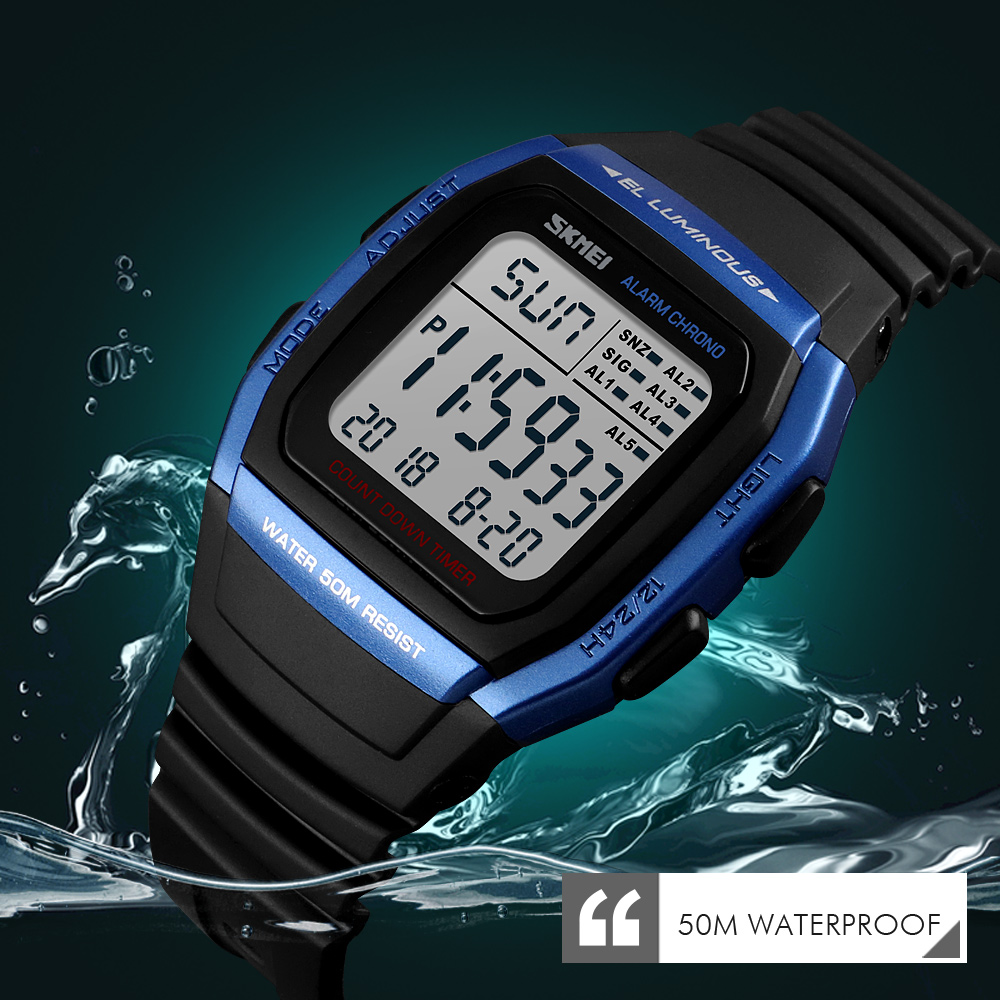 ◄EL LUMINOUS►
ADJUST
MODE
SKMEI
ALARM CHRONO
SUN
SNZ AL2
SIG AL3
AL1 AL4
AL5
P 11:59 33
20 18 8-20
COUNT DOWN TIMER
LIGHT
12/24H
WATER 50M RESIST
“ 50M WATERPROOF